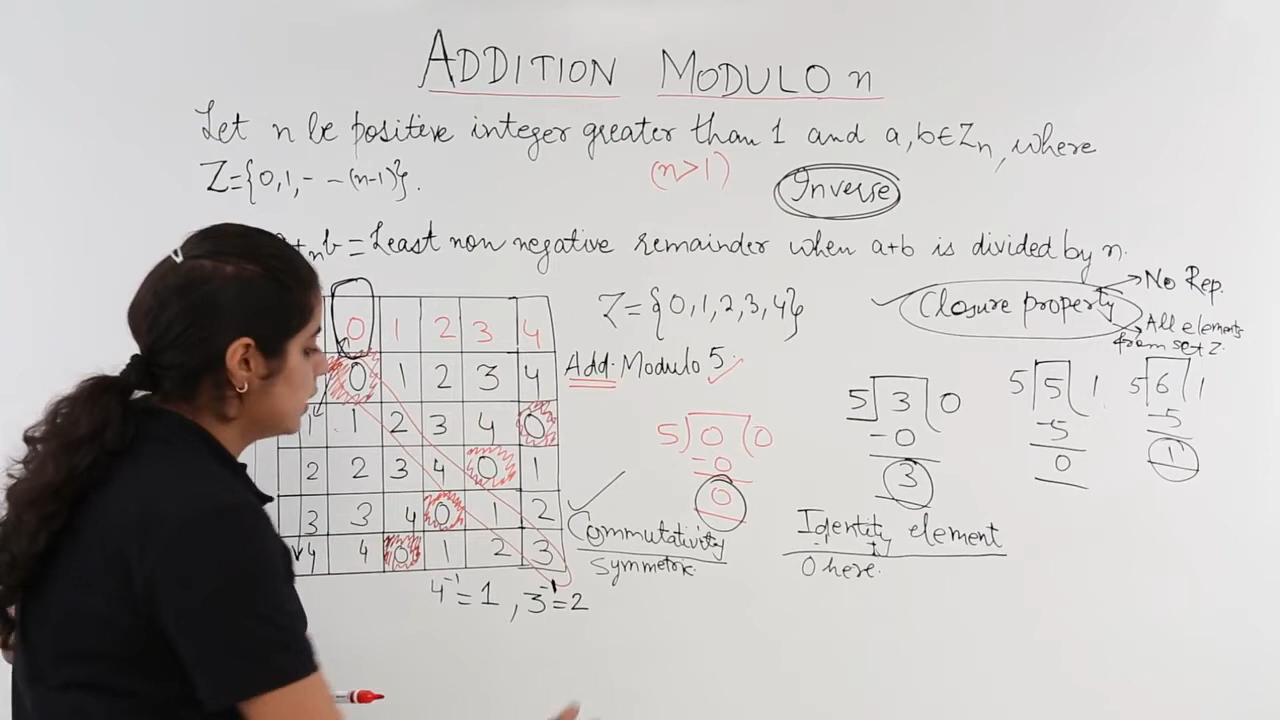 ADDITION MODULO n
Let n be positive integer greater than 1 and a, b∈Zn, where
Z={0,1,- - (n-1)}.
(n>1)
Inverse
+nb = Least non negative remainder when a+b is divided by n.
Z={0,1,2,3,4}
Closure property
No Rep.
All elements
from set Z.
Add. Modulo 5
0 1 2 3 4
0 1 2 3 4
1 1 2 3 4 0
2 2 3 4 0 1
3 3 4 0 1 2
4 4 0 1 2 3
4⁻¹=1, 3⁻¹=2
5)0(0
-0
0
5)3(0
-0
3
5)5(1
-5
0
5)6(1
-5
1
Commutativity
Symmetric.
Identity element
0 here.